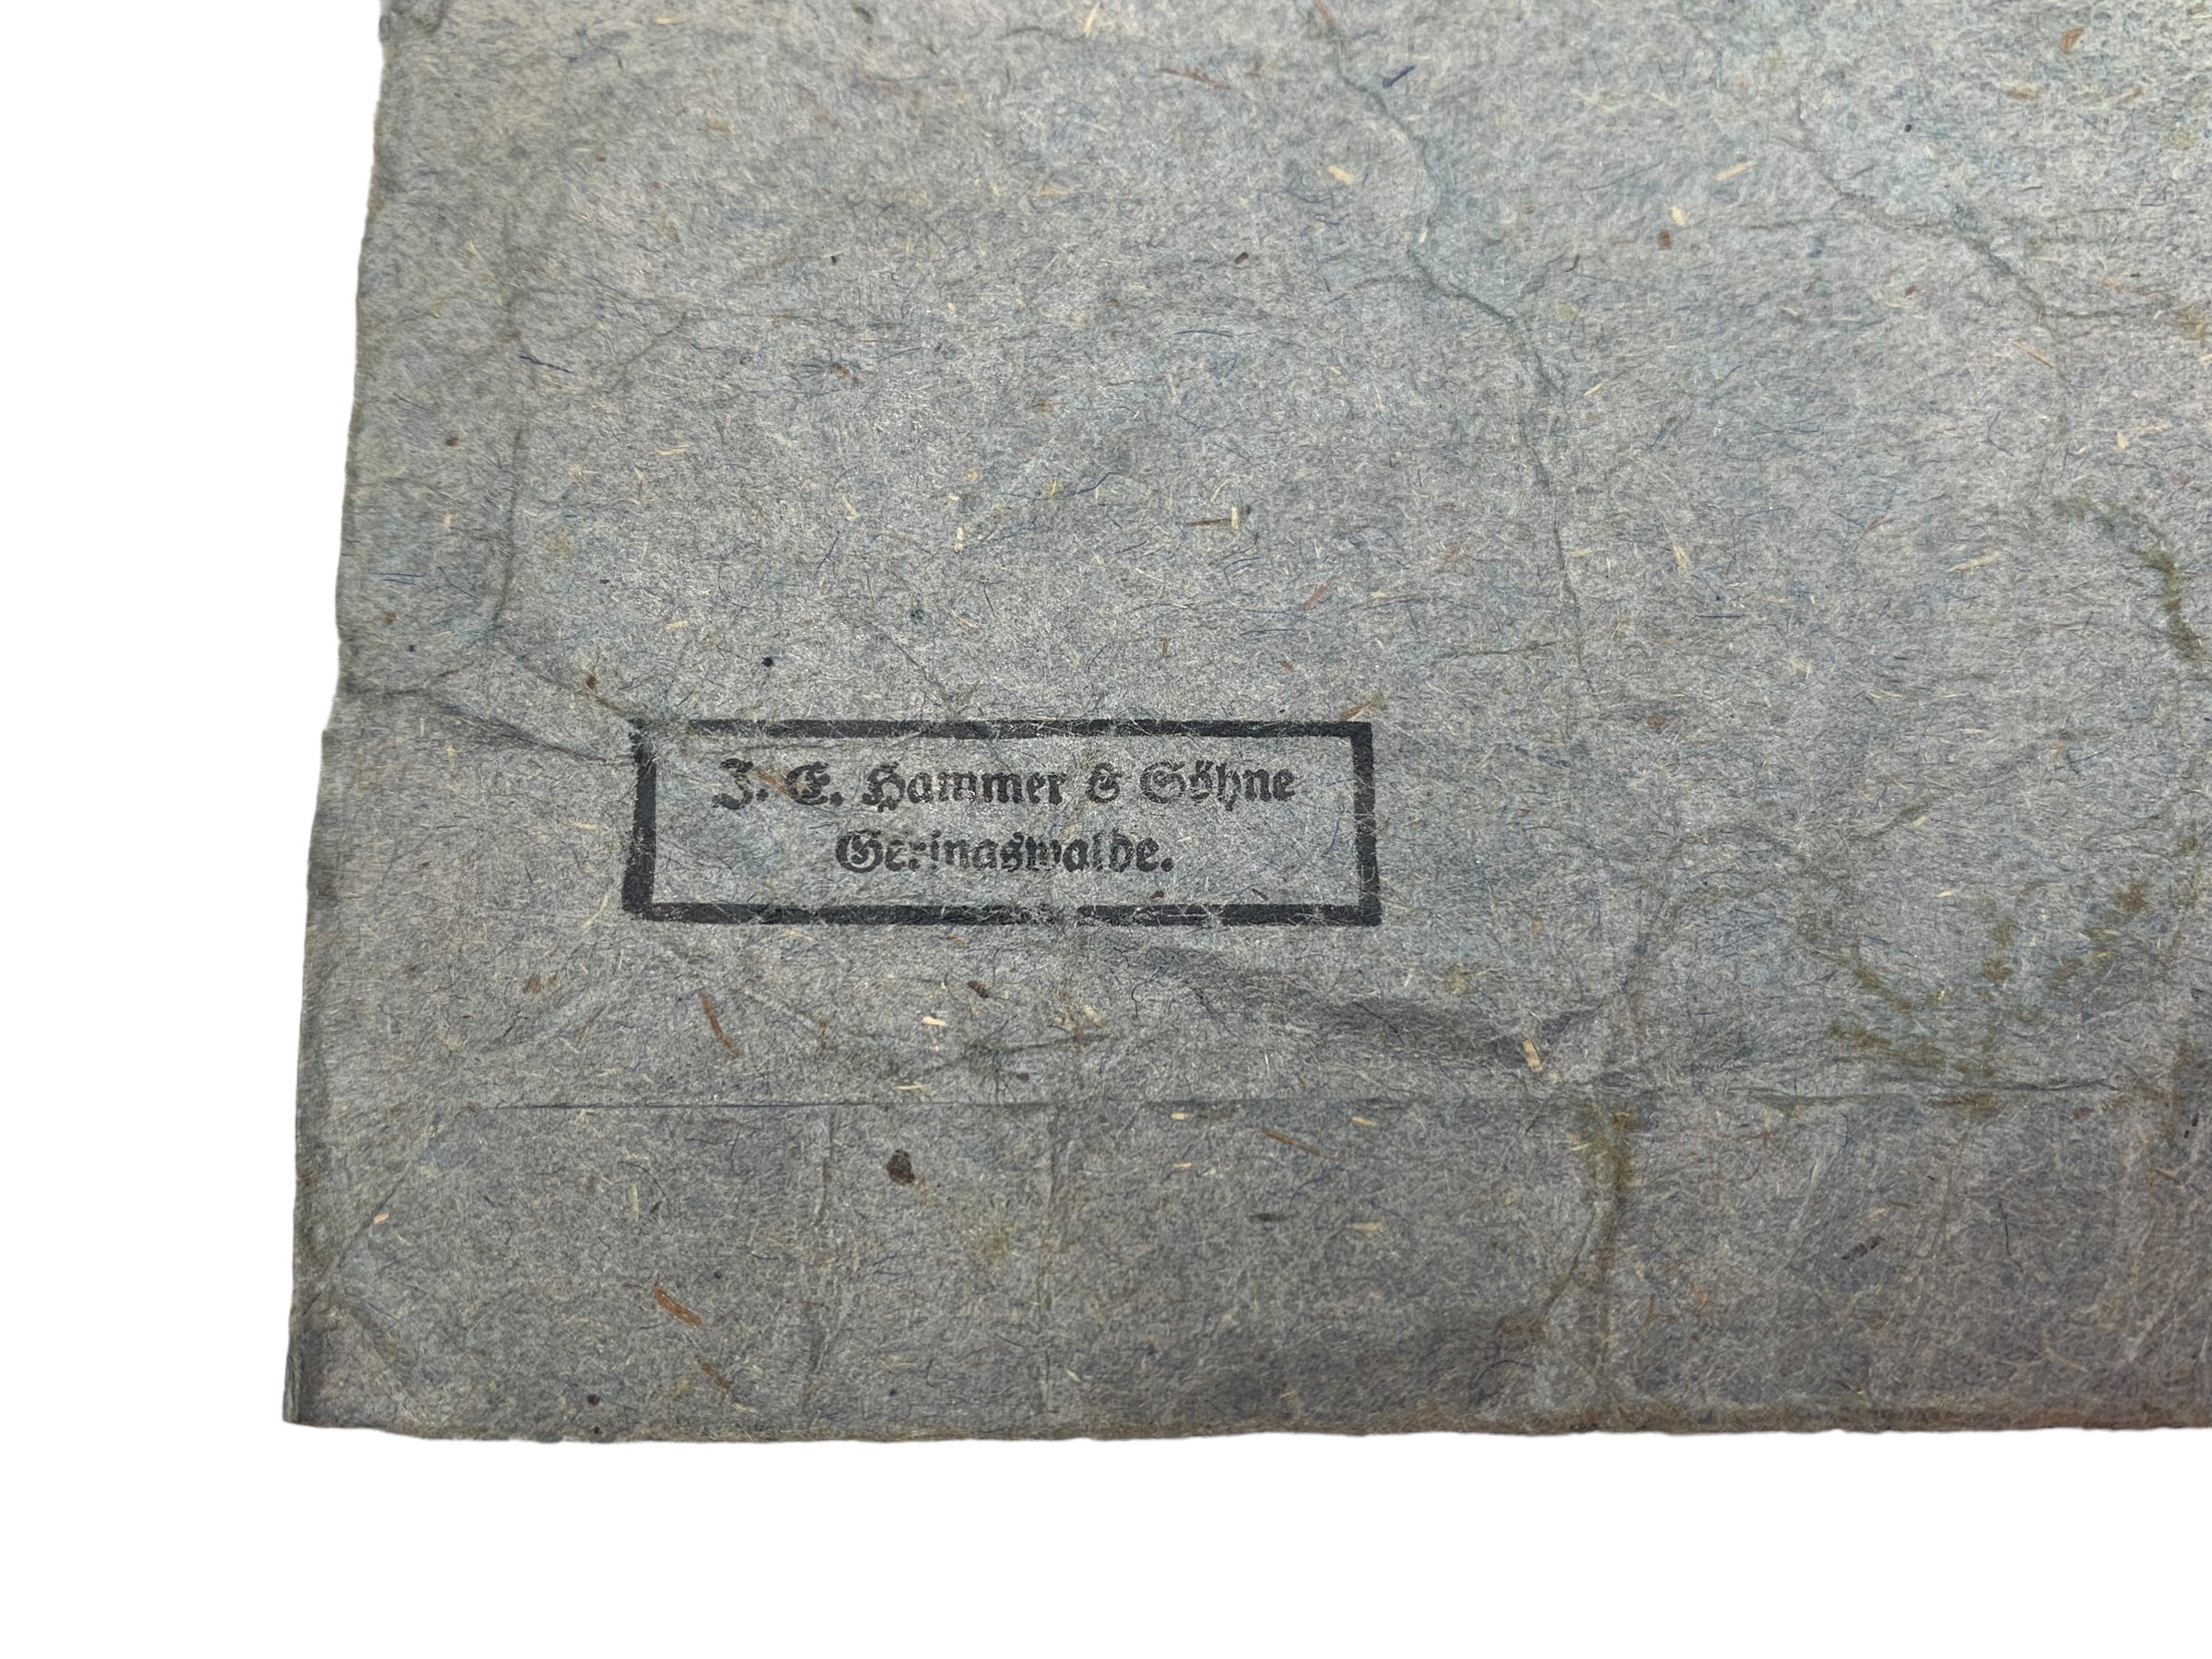 J. E. Hammer & Söhne
Geringswalde.